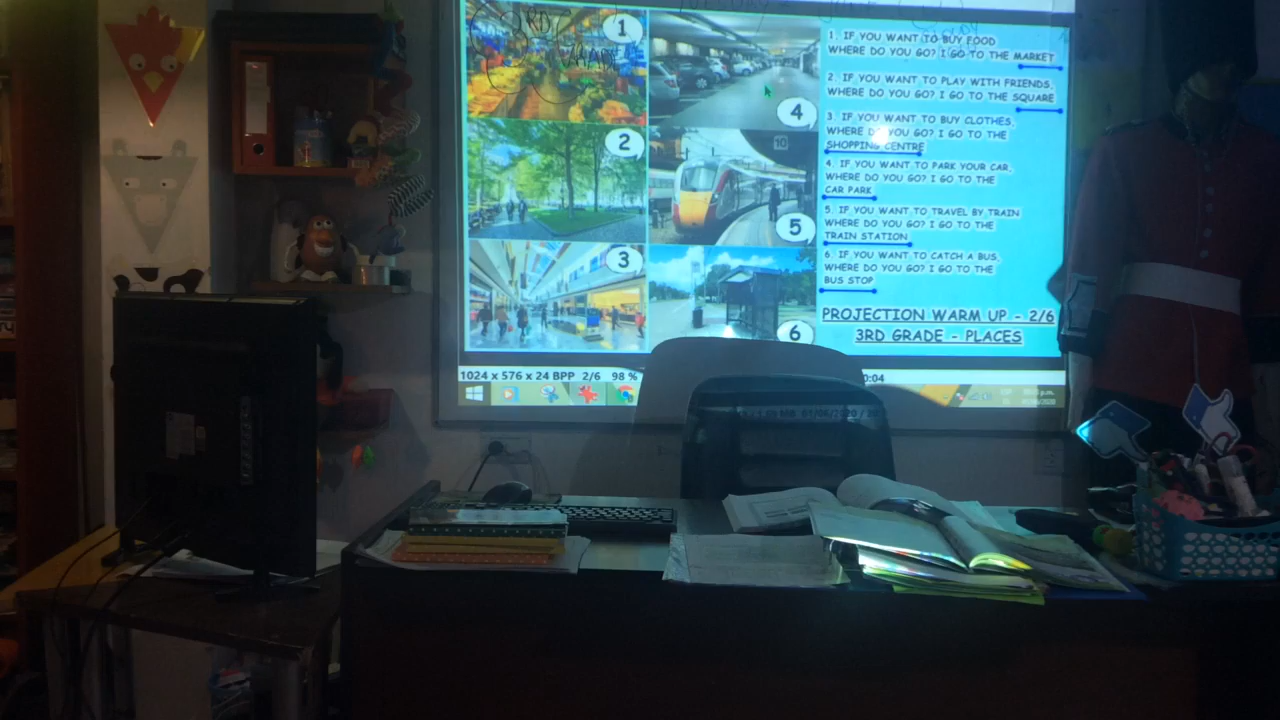 3RD
1
4
2
10
5
3
6
1. IF YOU WANT TO BUY FOOD
WHERE DO YOU GO? I GO TO THE MARKET
2. IF YOU WANT TO PLAY WITH FRIENDS,
WHERE DO YOU GO? I GO TO THE SQUARE
3. IF YOU WANT TO BUY CLOTHES,
WHERE DO YOU GO? I GO TO THE
SHOPPING CENTRE
4. IF YOU WANT TO PARK YOUR CAR,
WHERE DO YOU GO? I GO TO THE
CAR PARK
5. IF YOU WANT TO TRAVEL BY TRAIN
WHERE DO YOU GO? I GO TO THE
TRAIN STATION
6. IF YOU WANT TO CATCH A BUS,
WHERE DO YOU GO? I GO TO THE
BUS STOP
PROJECTION WARM UP - 2/6
3RD GRADE - PLACES
1024 x 576 x 24 BPP 2/6 98 %